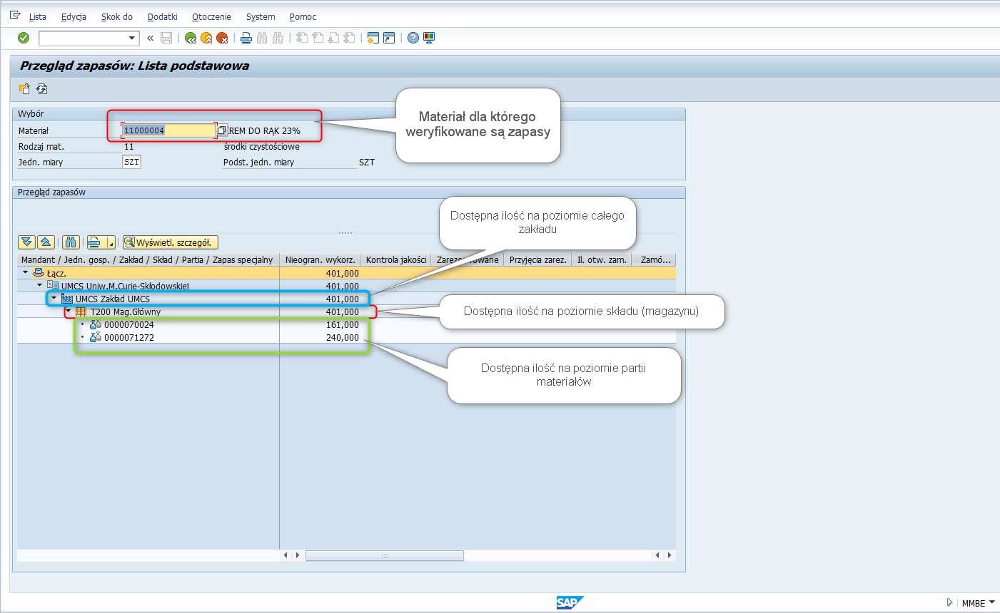 Lista Edycja Skok do Dodatki Otoczenie System Pomoc
Przegląd zapasów: Lista podstawowa
Wybór
Materiał 11000004 REM DO RĄK 23%
Rodzaj mat. 11 środki czystościowe
Jedn. miary SZT Podst. jedn. miary SZT
Materiał dla którego
weryfikowane są zapasy
Przegląd zapasów
Dostępna ilość na poziomie całego
zakładu
Wyświetl. szczegół.
Mandant / Jedn. gosp. / Zakład / Skład / Partia / Zapas specjalny Nieogran. wykorz. Kontrola jakości Zarezerwowane Przyjęcia zarez. Il. otw. zam. Zamó...
Łącz. 401,000
UMCS Uniw.M.Curie-Skłodowskiej 401,000
UMCS Zakład UMCS 401,000
T200 Mag.Główny 401,000
Dostępna ilość na poziomie składu (magazynu)
0000070024 161,000
0000071272 240,000
Dostępna ilość na poziomie partii
materiałów
SAP
MMBE